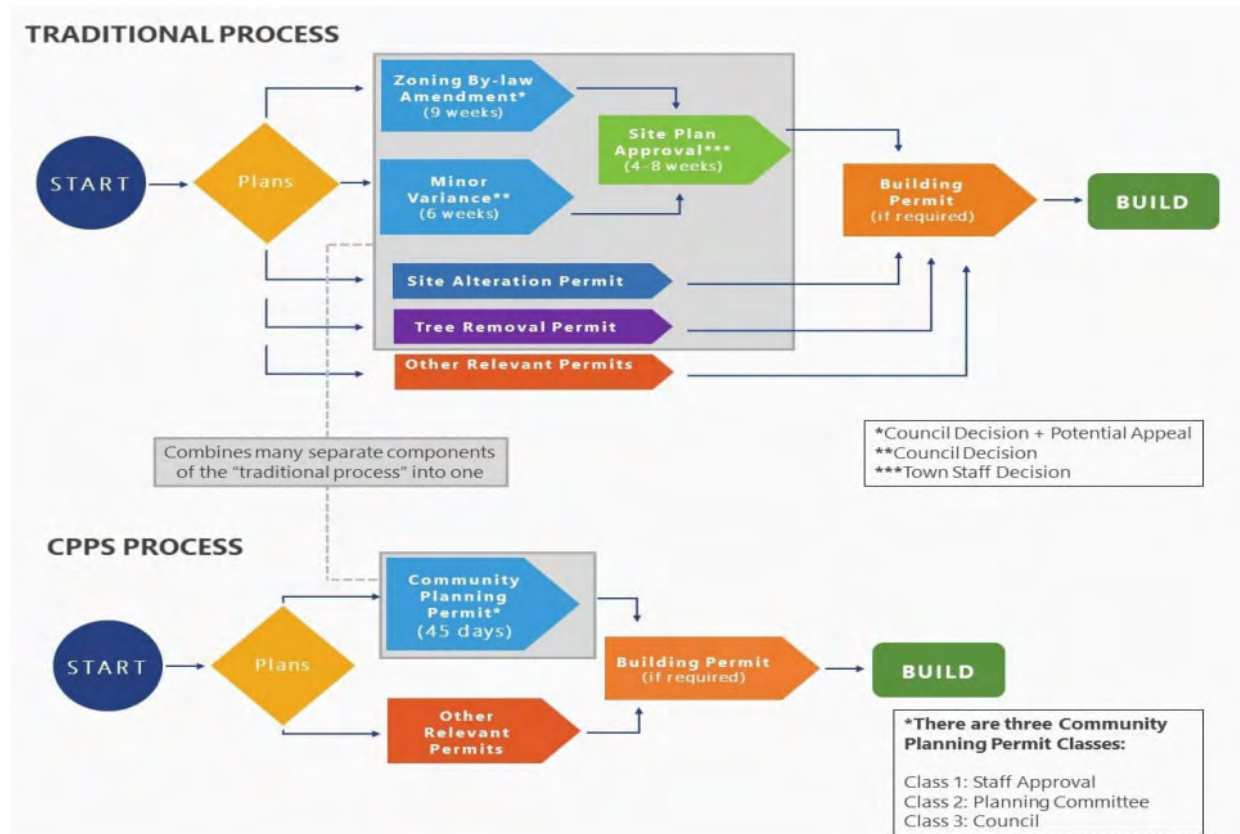 TRADITIONAL PROCESS
START
Plans
Zoning By-law
Amendment*
(9 weeks)
Minor
Variance**
(6 weeks)
Site Plan
Approval***
(4-8 weeks)
Site Alteration Permit
Tree Removal Permit
Other Relevant Permits
Building
Permit
(if required)
BUILD
*Council Decision + Potential Appeal
**Council Decision
***Town Staff Decision
Combines many separate components
of the "traditional process" into one
CPPS PROCESS
START
Plans
Community
Planning
Permit*
(45 days)
Other
Relevant
Permits
Building Permit
(if required)
BUILD
*There are three Community
Planning Permit Classes:
Class 1: Staff Approval
Class 2: Planning Committee
Class 3: Council